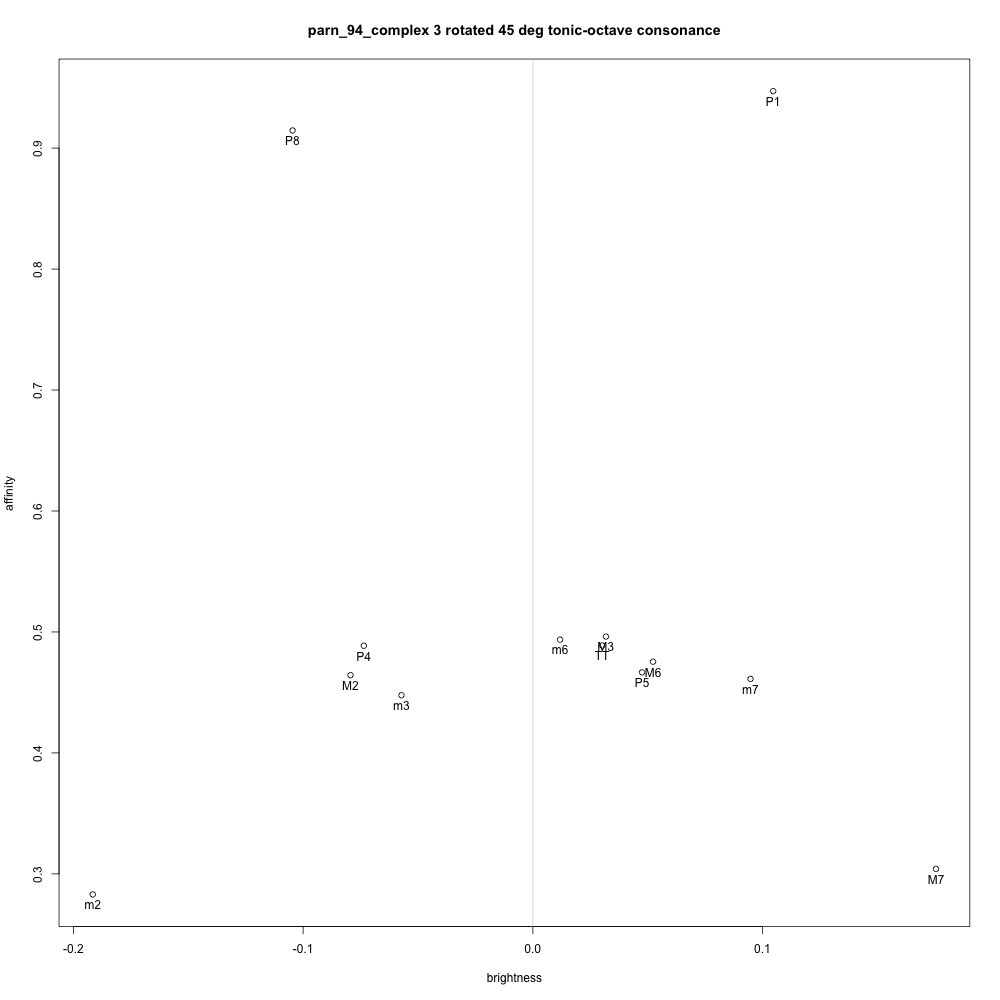 parn_94_complex 3 rotated 45 deg tonic-octave consonance
P1
P8
0.9
0.8
0.7
0.6
affinity
0.5
m6
M3
TT
P4
M6
P5
M2
m7
m3
0.4
0.3
M7
m2
-0.2
-0.1
0.0
0.1
brightness